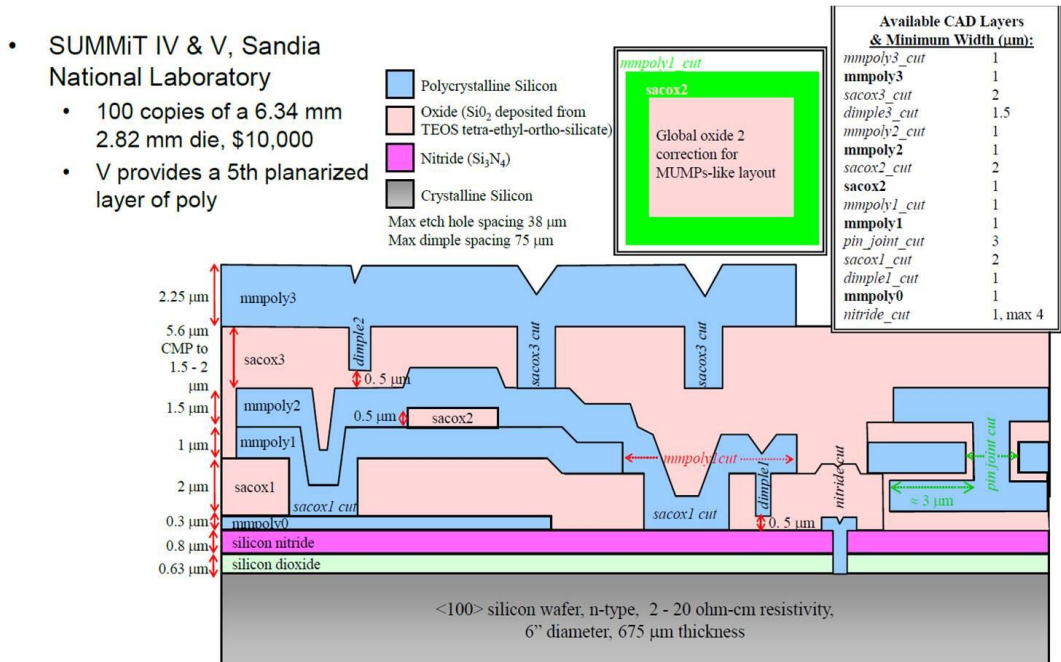 • SUMMiT IV & V, Sandia
National Laboratory
• 100 copies of a 6.34 mm
2.82 mm die, $10,000
• V provides a 5th planarized
layer of poly
Polycrystalline Silicon
Oxide (Si0₂ deposited from
TEOS tetra-ethyl-ortho-silicate)
Nitride (Si₃N₄)
Crystalline Silicon
Max etch hole spacing 38 μm
Max dimple spacing 75 μm
mmpoly1_cut
sacox2
Global oxide 2
correction for
MUMPs-like layout
Available CAD Layers
& Minimum Width (μm):
mmpoly3_cut 1
mmpoly3 1
sacox3_cut 2
dimple3_cut 1.5
mmpoly2_cut 1
mmpoly2 1
sacox2_cut 2
sacox2 1
mmpoly1_cut 1
mmpoly1 1
pin_joint_cut 3
sacox1_cut 2
dimple1_cut 1
mmpoly0 1
nitride_cut 1, max 4
2.25 μm
mmpoly3
5.6 μm
CMP to
1.5 - 2
μm
sacox3
dimple2
0. 5 μm
sacox3 cut
sacox3 cut
1.5 μm
mmpoly2
0.5 μm
sacox2
1 μm
mmpoly1
mmpoly1cut
2 μm
sacox1
sacox1 cut
sacox1 cut
dimple1
0. 5 μm
nitride cut
≈ 3 μm
pin joint cut
0.3 μm
mmpoly0
0.8 μm
silicon nitride
0.63 μm
silicon dioxide
<100> silicon wafer, n-type, 2 - 20 ohm-cm resistivity,
6” diameter, 675 μm thickness